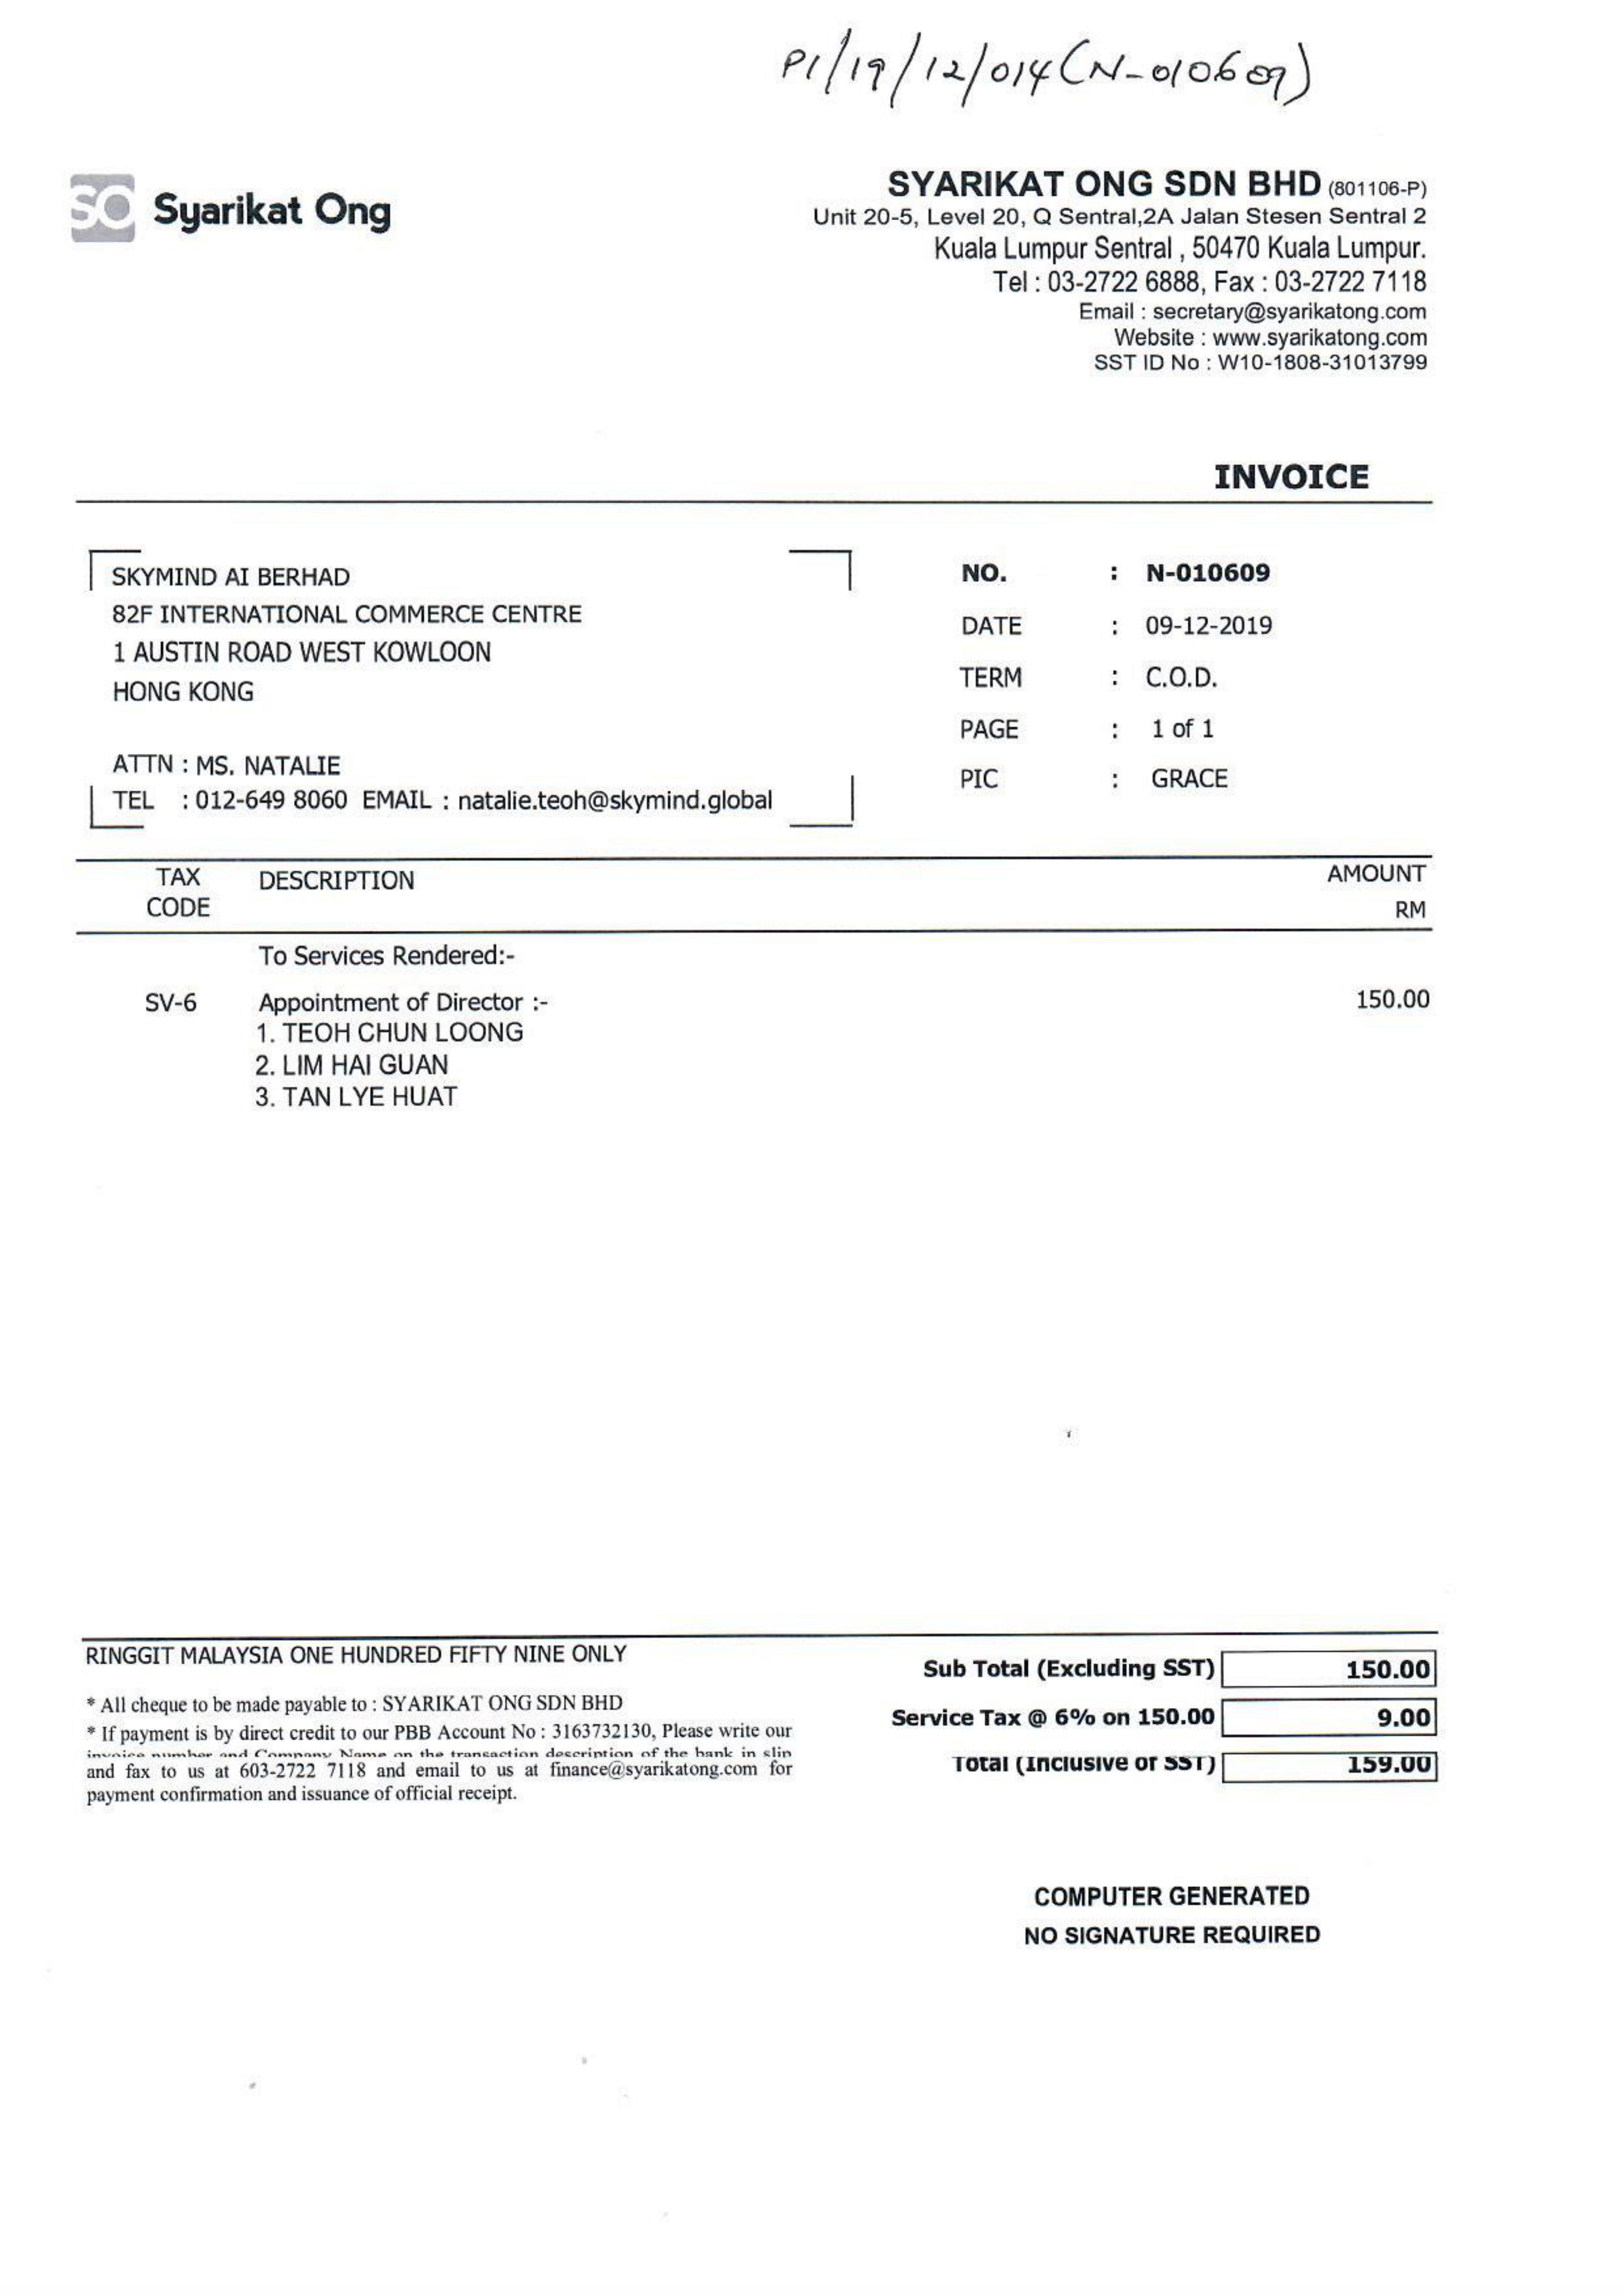 PI/19/12/014(N-010609)
SO Syarikat Ong
SYARIKAT ONG SDN BHD (801106-P)
Unit 20-5, Level 20, Q Sentral,2A Jalan Stesen Sentral 2
Kuala Lumpur Sentral , 50470 Kuala Lumpur.
Tel : 03-2722 6888, Fax : 03-2722 7118
Email : secretary@syarikatong.com
Website : www.syarikatong.com
SST ID No : W10-1808-31013799
INVOICE
SKYMIND AI BERHAD
82F INTERNATIONAL COMMERCE CENTRE
1 AUSTIN ROAD WEST KOWLOON
HONG KONG
ATTN : MS. NATALIE
TEL : 012-649 8060 EMAIL : natalie.teoh@skymind.global
NO. : N-010609
DATE : 09-12-2019
TERM : C.O.D.
PAGE : 1 of 1
PIC : GRACE
TAX CODE DESCRIPTION AMOUNT RM
To Services Rendered:-
SV-6 Appointment of Director :- 150.00
1. TEOH CHUN LOONG
2. LIM HAI GUAN
3. TAN LYE HUAT
RINGGIT MALAYSIA ONE HUNDRED FIFTY NINE ONLY
* All cheque to be made payable to : SYARIKAT ONG SDN BHD
* If payment is by direct credit to our PBB Account No : 3163732130, Please write our
invoice number and Company Name on the transaction description of the bank in slip
and fax to us at 603-2722 7118 and email to us at finance@syarikatong.com for
payment confirmation and issuance of official receipt.
Sub Total (Excluding SST) 150.00
Service Tax @ 6% on 150.00 9.00
Total (Inclusive of SST) 159.00
COMPUTER GENERATED
NO SIGNATURE REQUIRED